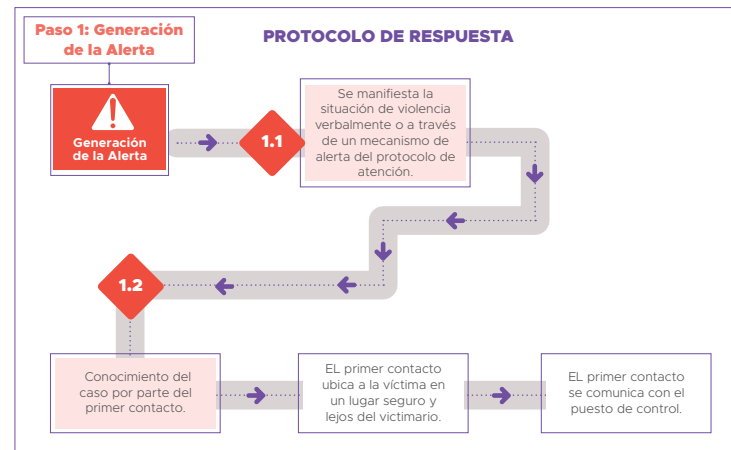 Paso 1: Generación
de la Alerta
PROTOCOLO DE RESPUESTA
Generación
de la Alerta
1.1
Se manifiesta la
situación de violencia
verbalmente o a través
de un mecanismo de
alerta del protocolo de
atención.
1.2
Conocimiento del
caso por parte del
primer contacto.
EL primer contacto
ubica a la víctima en
un lugar seguro y
lejos del victimario.
EL primer contacto
se comunica con el
puesto de control.